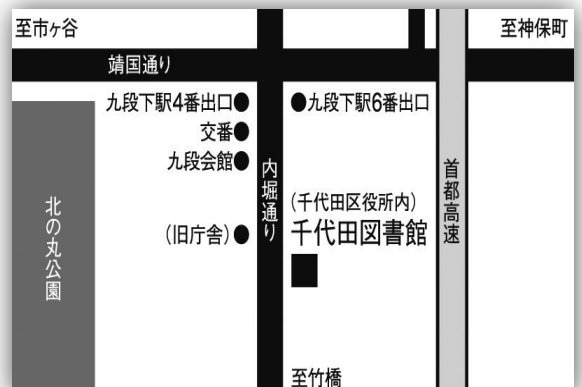 至市ヶ谷
至神保町
靖国通り
九段下駅4番出口●
●九段下駅6番出口
交番●
九段会館●
内堀通り
首都高速
北の丸公園
(千代田区役所内)
千代田図書館
(旧庁舎)●
至竹橋